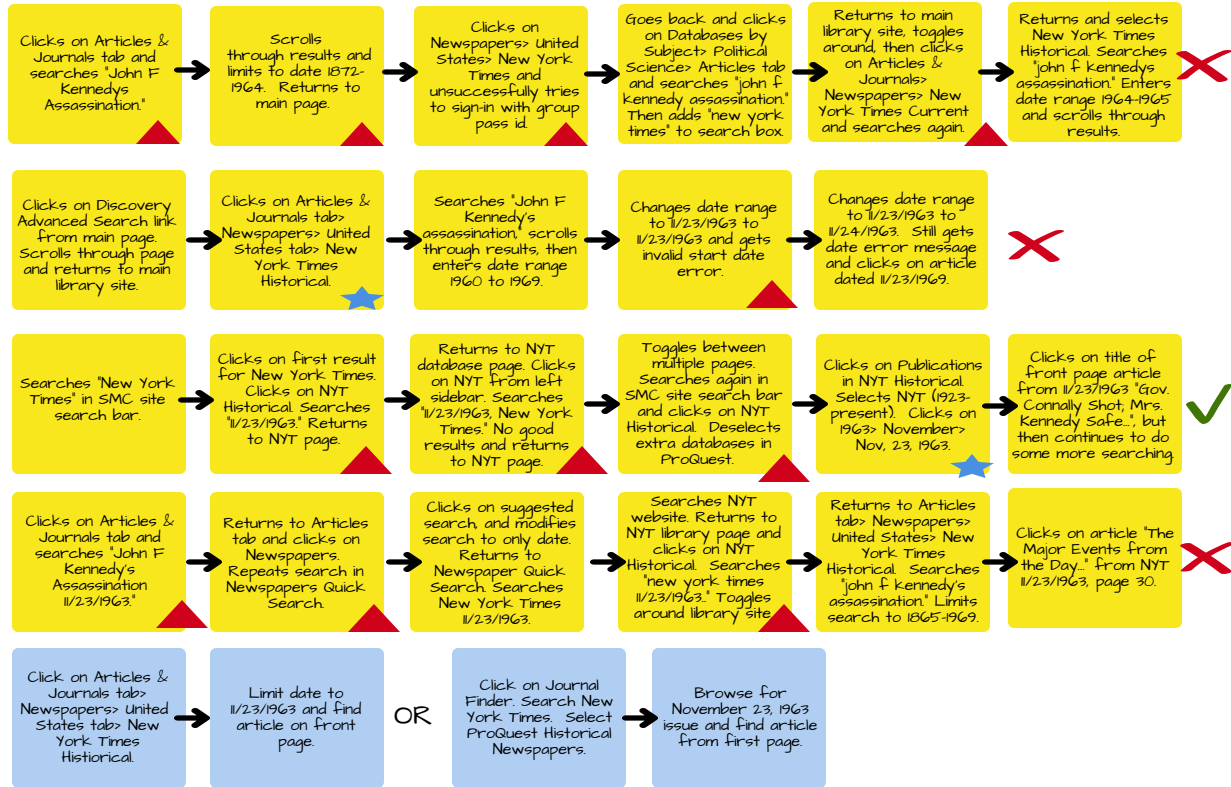 Clicks on Articles &
Journals tab and
searches "John F
Kennedys
Assassination."
Scrolls
through results and
limits to date 1872-
1964. Returns to
main page.
Clicks on
Newspapers> United
States> New York
Times and
unsuccessfully tries
to sign-in with group
pass id.
Goes back and clicks
on Databases by
Subject> Political
Science> Articles tab
and searches "john f
kennedy assassination."
Then adds "new york
times" to search box.
Returns to main
library site, toggles
around, then clicks
on Articles &
Journals>
Newspapers> New
York Times Current
and searches again.
Returns and selects
New York Times
Historical. Searches
"john f kennedys
assassination." Enters
date range 1964-1965
and scrolls through
results.
Clicks on Discovery
Advanced Search link
from main page.
Scrolls through page
and returns to main
library site.
Clicks on Articles &
Journals tab>
Newspapers> United
States tab> New
York Times
Historical.
Searches "John F
Kennedy's
assassination," scrolls
through results, then
enters date range
1960 to 1969.
Changes date range
to 11/23/1963 to
11/23/1963 and gets
invalid start date
error.
Changes date range
to 11/23/1963 to
11/24/1963. Still gets
date error message
and clicks on article
dated 11/23/1969.
Searches "New York
Times" in SMC site
search bar.
Clicks on first result
for New York Times.
Clicks on NYT
Historical. Searches
"11/23/1963." Returns
to NYT page.
Returns to NYT
database page. Clicks
on NYT from left
sidebar. Searches
"11/23/1963, New York
Times." No good
results and returns
to NYT page.
Toggles between
multiple pages.
Searches again in
SMC site search bar
and clicks on NYT
Historical. Deselects
extra databases in
ProQuest.
Clicks on Publications
in NYT Historical.
Selects NYT (1923-
present). Clicks on
1963> November>
Nov, 23, 1963.
Clicks on title of
front page article
from 11/23/1963 "Gov.
Connally Shot; Mrs.
Kennedy Safe...", but
then continues to do
some more searching.
Clicks on Articles &
Journals tab and
searches "John F
Kennedy's
Assassination
11/23/1963."
Returns to Articles
tab and clicks on
Newspapers.
Repeats search in
Newspapers Quick
Search.
Clicks on suggested
search, and modifies
search to only date.
Returns to
Newspaper Quick
Search. Searches
New York Times
11/23/1963.
Searches NYT
website. Returns to
NYT library page and
clicks on NYT
Historical. Searches
"new york times
11/23/1963.." Toggles
around library site.
Returns to Articles
tab> Newspapers>
United States> New
York Times
Historical. Searches
"john f kennedy's
assassination." Limits
search to 1865-1969.
Clicks on article "The
Major Events from
the Day..." from NYT
11/23/1963, page 30.
Click on Articles &
Journals tab>
Newspapers> United
States tab> New
York Times
Histiorical.
Limit date to
11/23/1963 and find
article on front
page.
OR
Click on Journal
Finder. Search New
York Times. Select
ProQuest Historical
Newspapers.
Browse for
November 23, 1963
issue and find article
from first page.